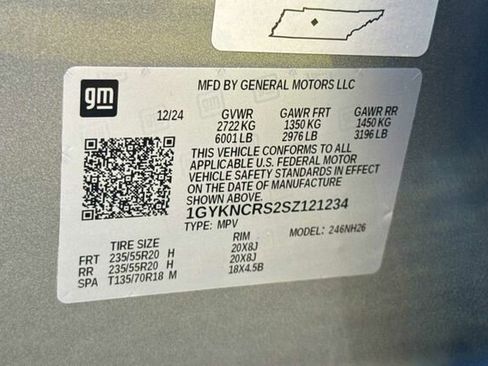 gm
MFD BY GENERAL MOTORS LLC
12/24 GVWR GAWR FRT GAWR RR
2722 KG 1350 KG 1450 KG
6001 LB 2976 LB 3196 LB
THIS VEHICLE CONFORMS TO ALL
APPLICABLE U.S. FEDERAL MOTOR
VEHICLE SAFETY STANDARDS IN EFFECT
ON THE DATE OF MANUFACTURE
SHOWN ABOVE.
1GYKNCRS2SZ121234
TYPE: MPV MODEL: 246NH26
TIRE SIZE RIM
FRT 235/55R20 H 20X8J
RR 235/55R20 H 20X8J
SPA T135/70R18 M 18X4.5B